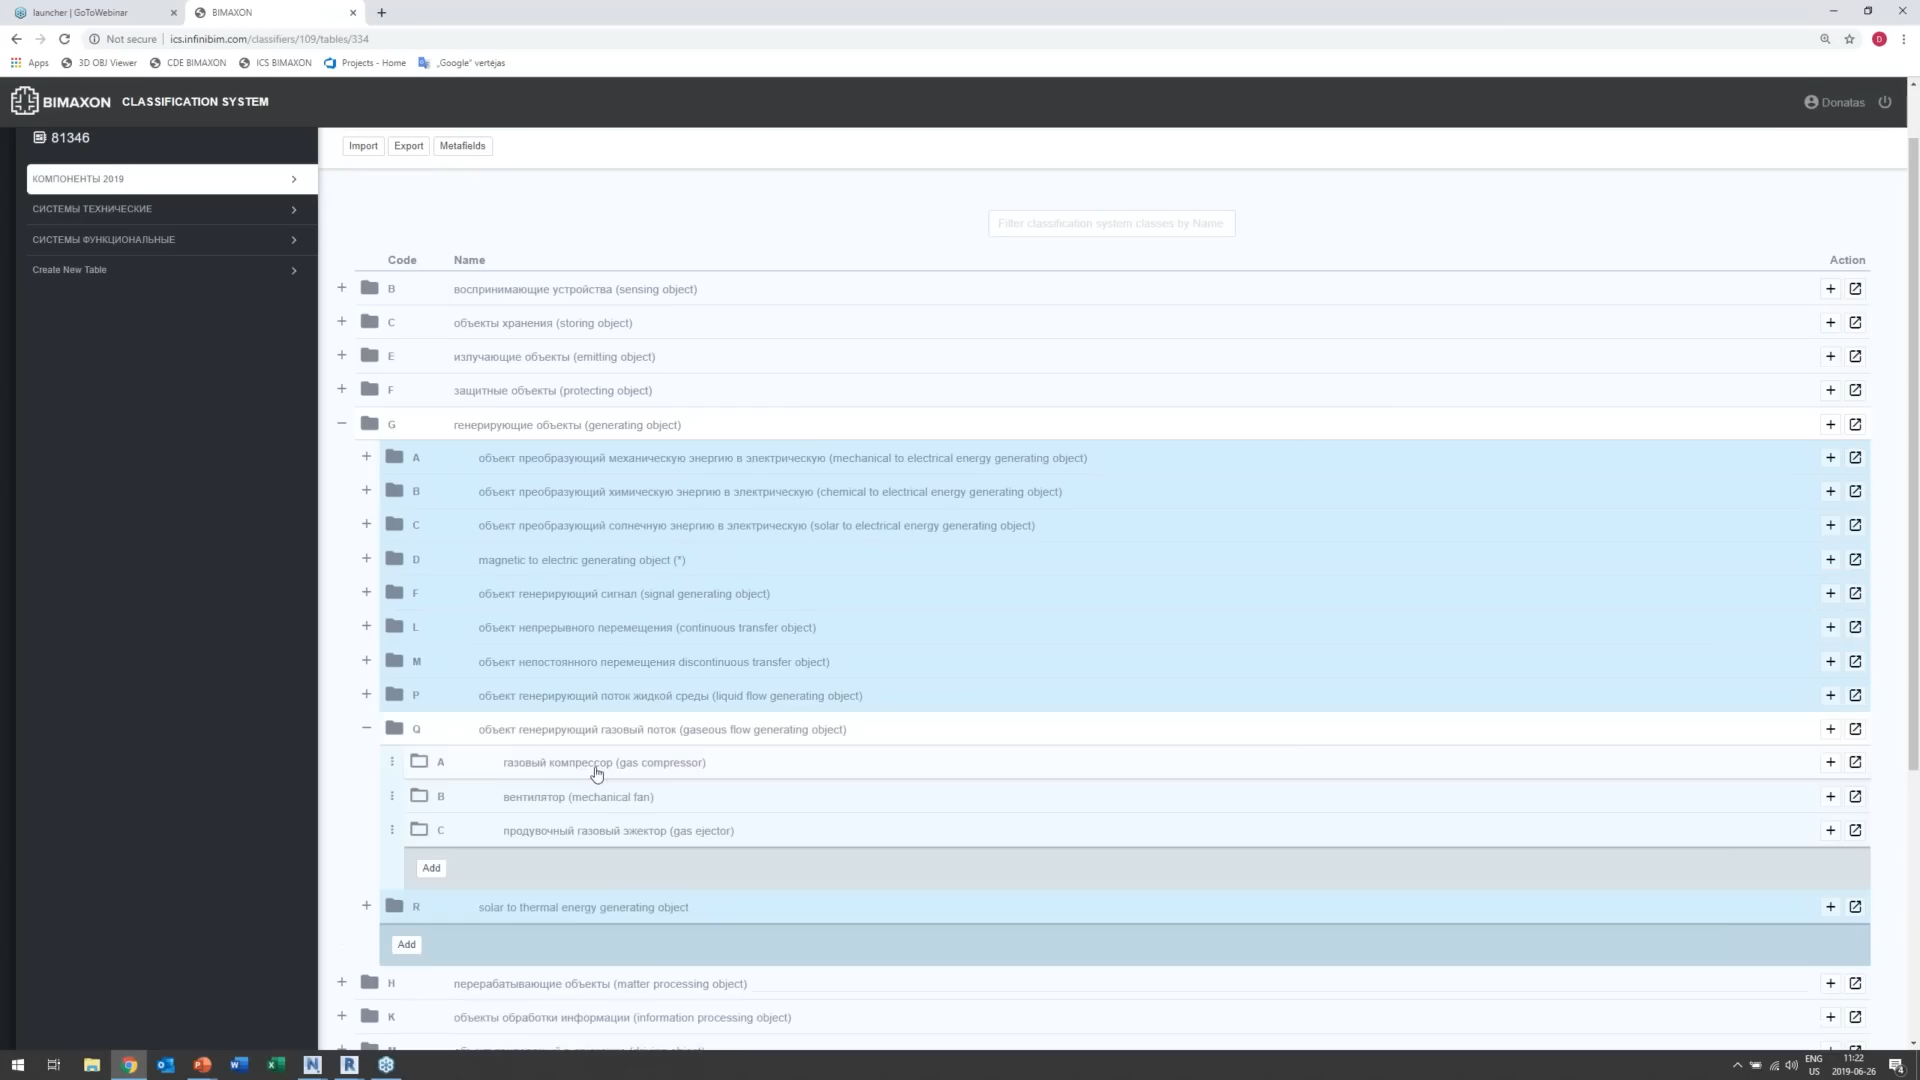 launcher | GoToWebinar
BIMAXON
Not secure
ics.infinibim.com/classifiers/109/tables/334
D
Apps
3D OBJ Viewer
CDE BIMAXON
ICS BIMAXON
Projects - Home
„Google“ vertėjas
BIMAXON CLASSIFICATION SYSTEM
Donatas
81346
КОМПОНЕНТЫ 2019
СИСТЕМЫ ТЕХНИЧЕСКИЕ
СИСТЕМЫ ФУНКЦИОНАЛЬНЫЕ
Create New Table
Import Export Metafields
Filter classification system classes by Name
Code Name Action
B воспринимающие устройства (sensing object)
C объекты хранения (storing object)
E излучающие объекты (emitting object)
F защитные объекты (protecting object)
G генерирующие объекты (generating object)
A объект преобразующий механическую энергию в электрическую (mechanical to electrical energy generating object)
B объект преобразующий химическую энергию в электрическую (chemical to electrical energy generating object)
C объект преобразующий солнечную энергию в электрическую (solar to electrical energy generating object)
D magnetic to electric generating object (*)
F объект генерирующий сигнал (signal generating object)
L объект непрерывного перемещения (continuous transfer object)
M объект непостоянного перемещения discontinuous transfer object)
P объект генерирующий поток жидкой среды (liquid flow generating object)
Q объект генерирующий газовый поток (gaseous flow generating object)
A газовый компрессор (gas compressor)
B вентилятор (mechanical fan)
C продувочный газовый эжектор (gas ejector)
Add
R solar to thermal energy generating object
Add
H перерабатывающие объекты (matter processing object)
K объекты обработки информации (information processing object)
ENG
US
11:22
2019-06-26
4